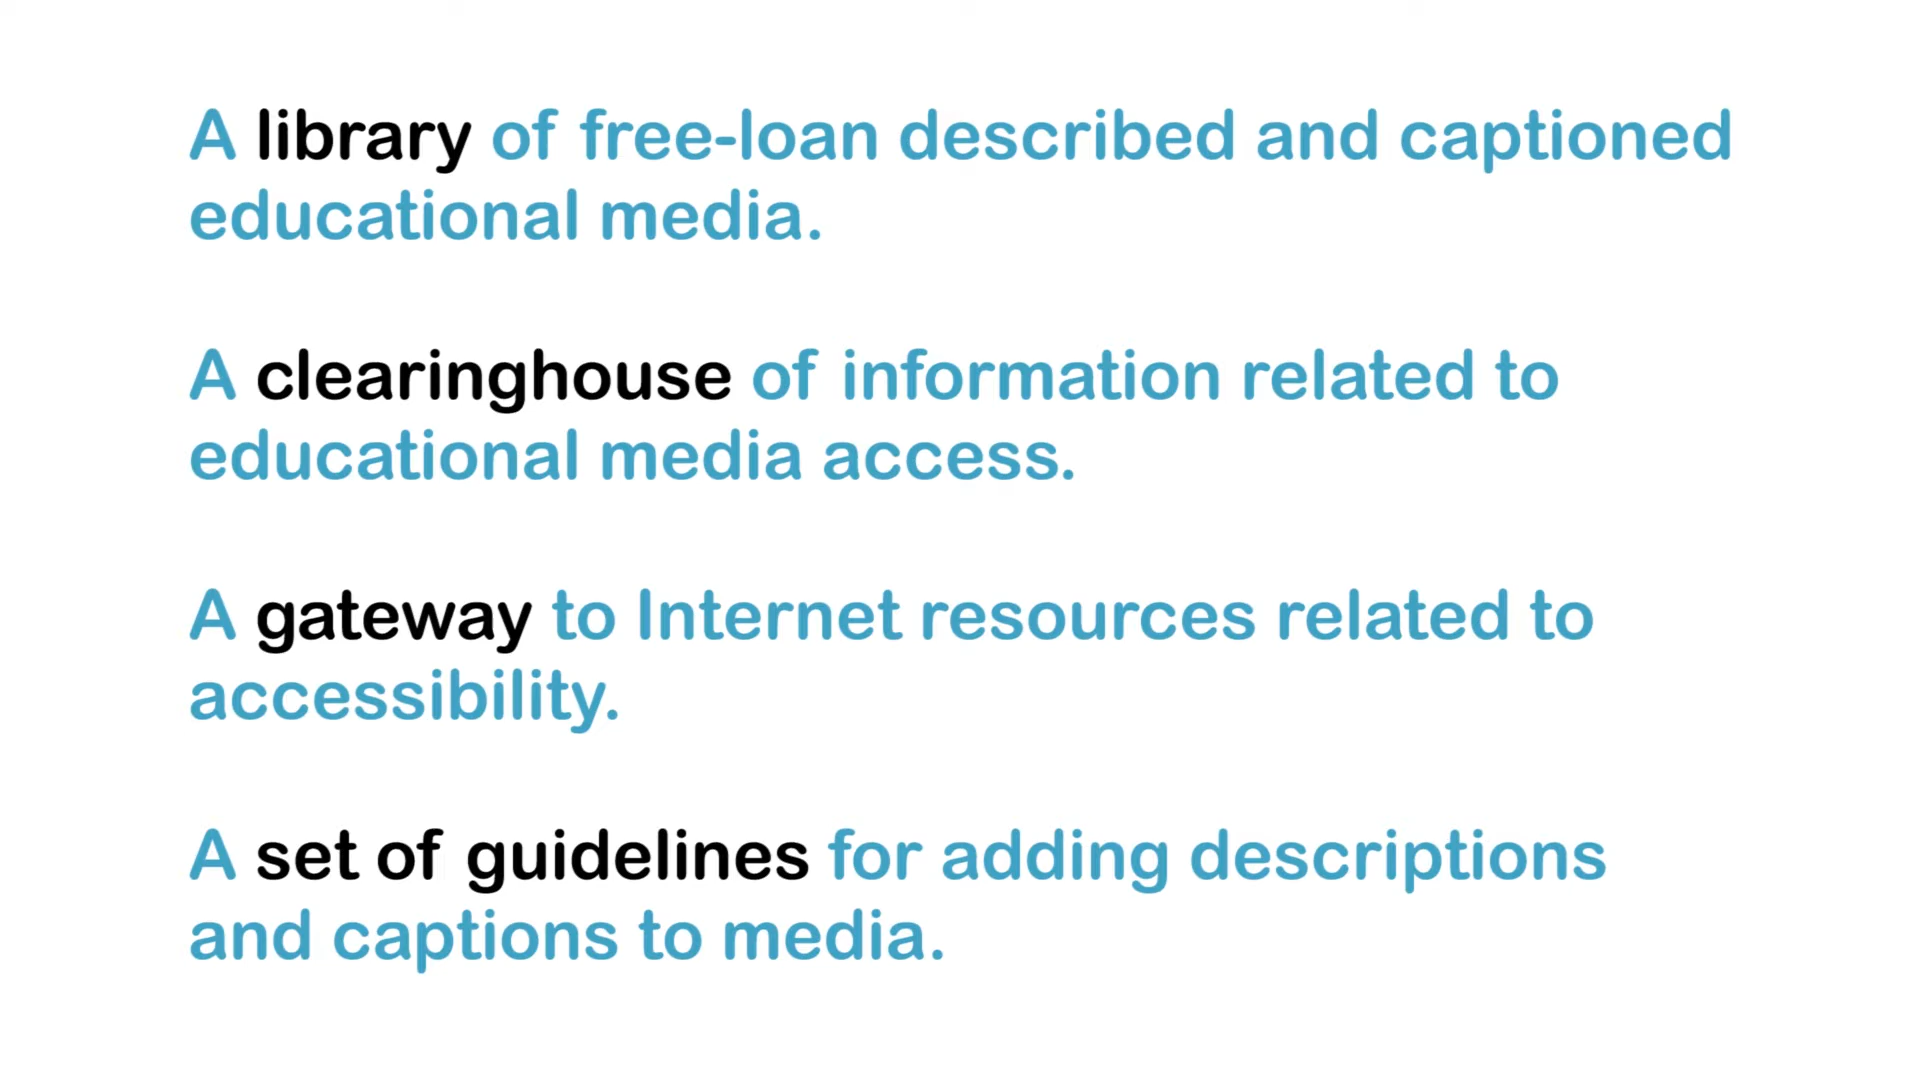 A library of free-loan described and captioned
educational media.
A clearinghouse of information related to
educational media access.
A gateway to Internet resources related to
accessibility.
A set of guidelines for adding descriptions
and captions to media.